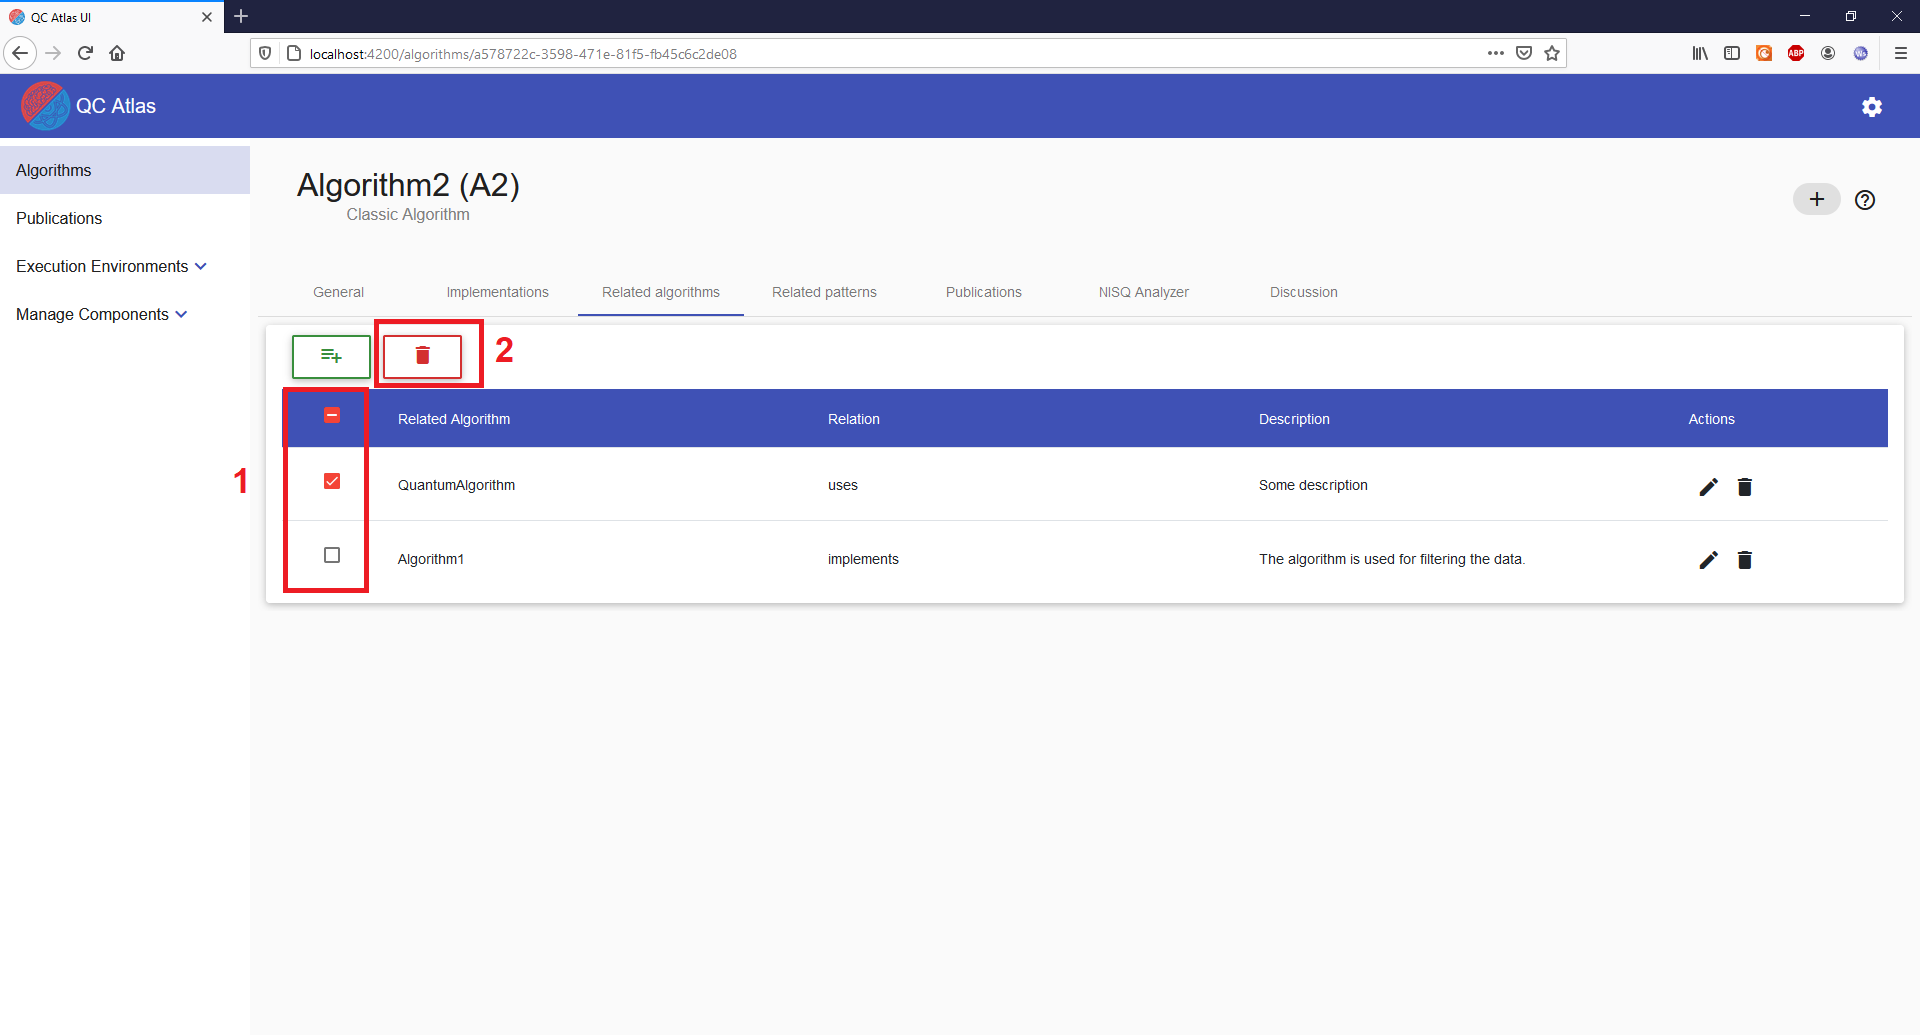 QC Atlas UI
localhost:4200/algorithms/a578722c-3598-471e-81f5-fb45c6c2de08
ABP
QC Atlas
Algorithms
Publications
Execution Environments
Manage Components
Algorithm2 (A2)
Classic Algorithm
General Implementations Related algorithms Related patterns Publications NISQ Analyzer Discussion
2
1
Related Algorithm Relation Description Actions
QuantumAlgorithm uses Some description
Algorithm1 implements The algorithm is used for filtering the data.